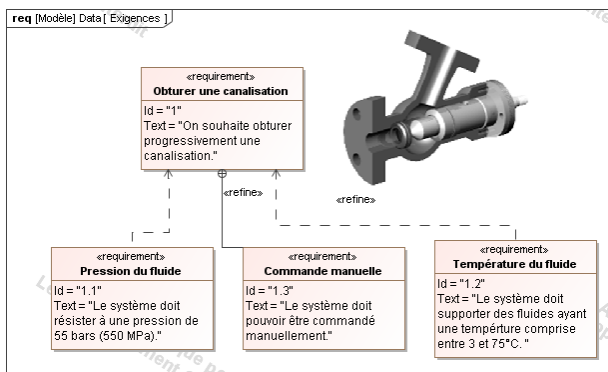 req [Modèle] Data [ Exigences ]
«requirement»
Obturer une canalisation
Id = "1"
Text = "On souhaite obturer
progressivement une
canalisation."
«refine»
«refine»
«requirement»
Pression du fluide
Id = "1.1"
Text = "Le système doit
résister à une pression de
55 bars (550 MPa)."
«requirement»
Commande manuelle
Id = "1.3"
Text = "Le système doit
pouvoir être commandé
manuellement."
«requirement»
Température du fluide
Id = "1.2"
Text = "Le système doit
supporter des fluides ayant
une tempérture comprise
entre 3 et 75°C. "